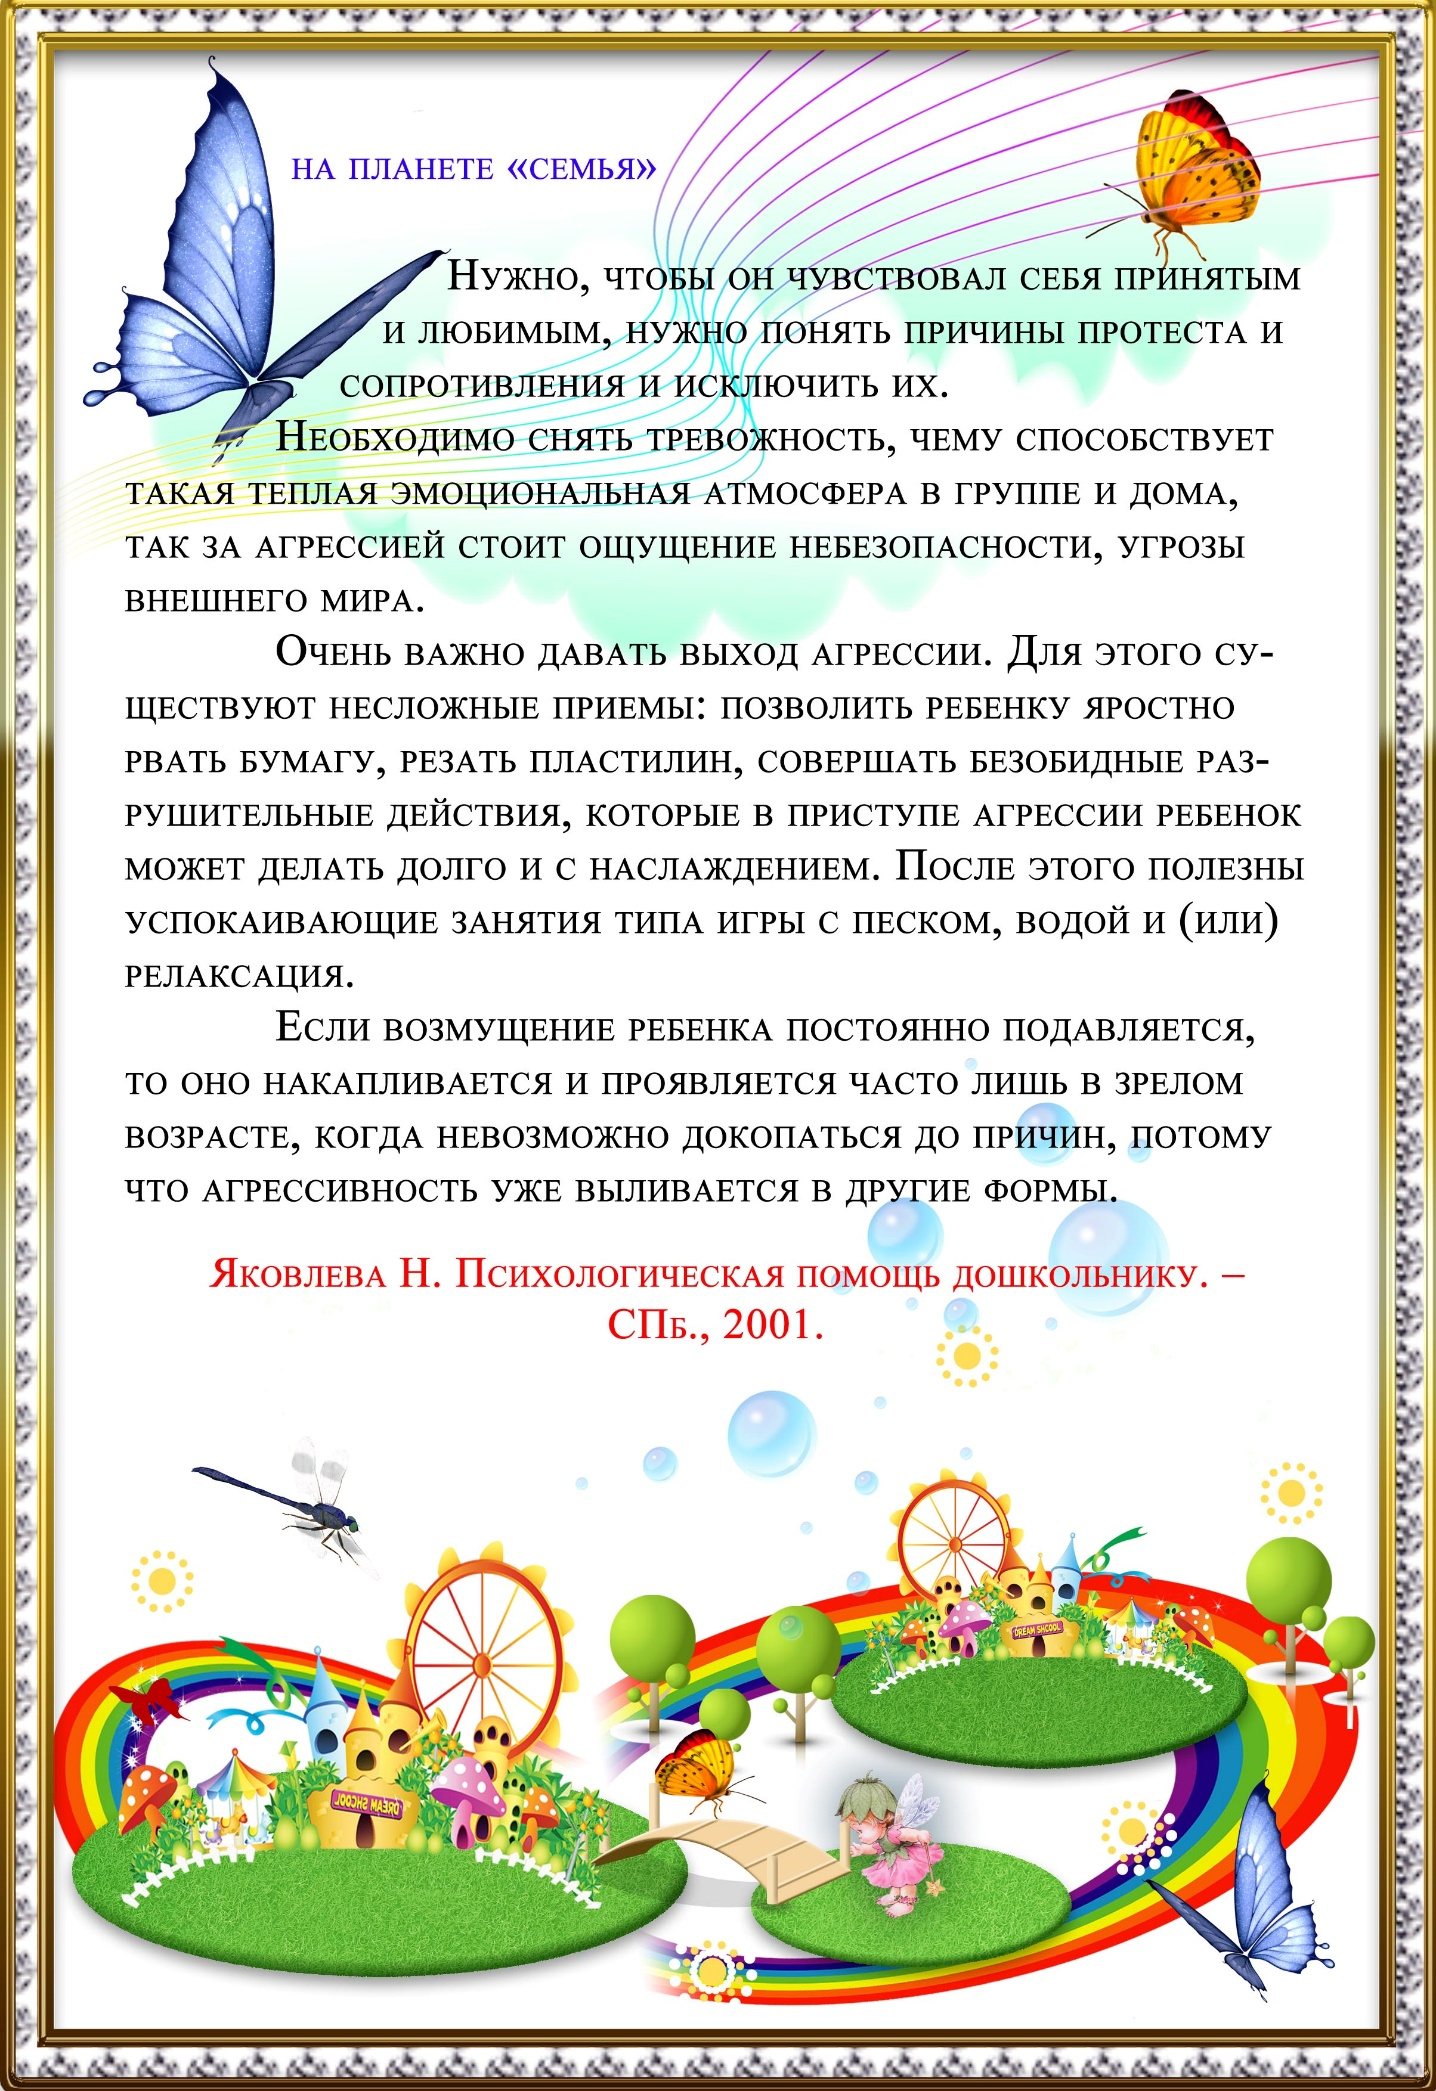 НА ПЛАНЕТЕ «СЕМЬЯ»
Нужно, чтобы он чувствовал себя принятым
и любимым, нужно понять причины протеста и
сопротивления и исключить их.
Необходимо снять тревожность, чему способствует
такая теплая эмоциональная атмосфера в группе и дома,
так за агрессией стоит ощущение небезопасности, угрозы
внешнего мира.
Очень важно давать выход агрессии. Для этого су-
ществуют несложные приемы: позволить ребенку яростно
рвать бумагу, резать пластилин, совершать безобидные раз-
рушительные действия, которые в приступе агрессии ребенок
может делать долго и с наслаждением. После этого полезны
успокаивающие занятия типа игры с песком, водой и (или)
релаксация.
Если возмущение ребенка постоянно подавляется,
то оно накапливается и проявляется часто лишь в зрелом
возрасте, когда невозможно докопаться до причин, потому
что агрессивность уже выливается в другие формы.
Яковлева Н. Психологическая помощь дошкольнику. –
СПб., 2001.
DREAM SHCOOL
DREAM SHCOOL